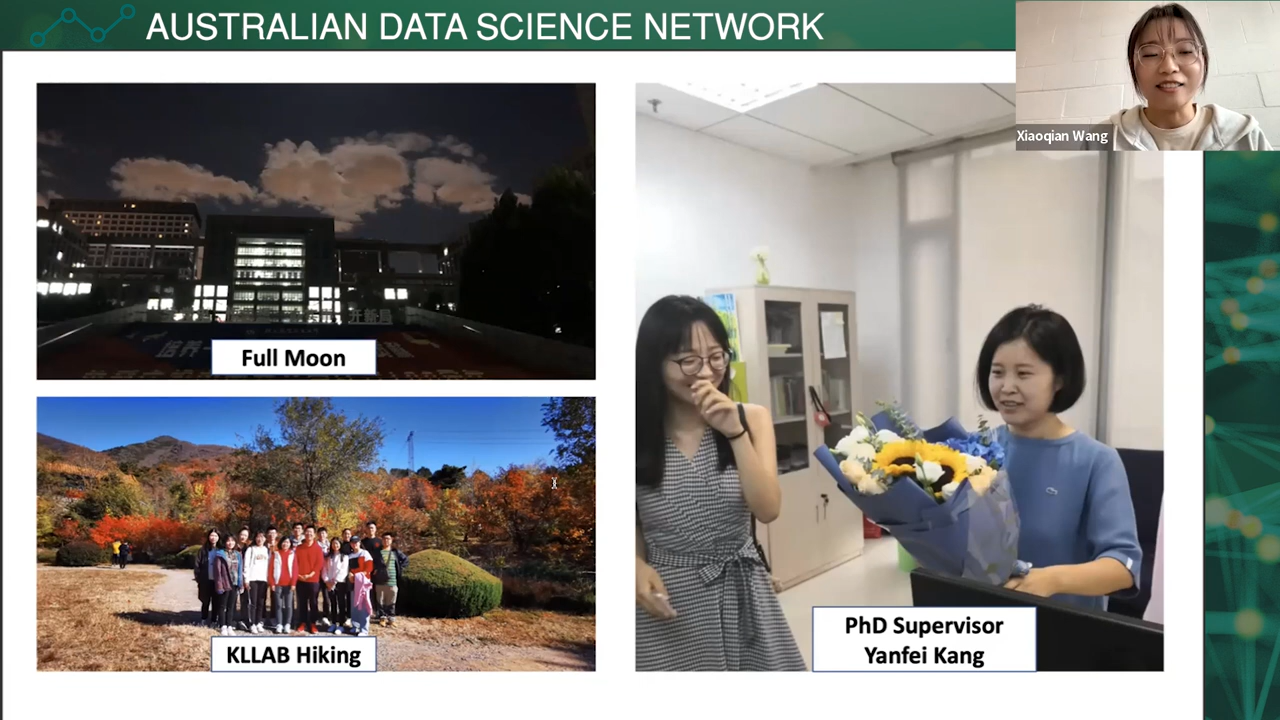 AUSTRALIAN DATA SCIENCE NETWORK
Xiaoqian Wang
Full Moon
KLLAB Hiking
PhD Supervisor
Yanfei Kang